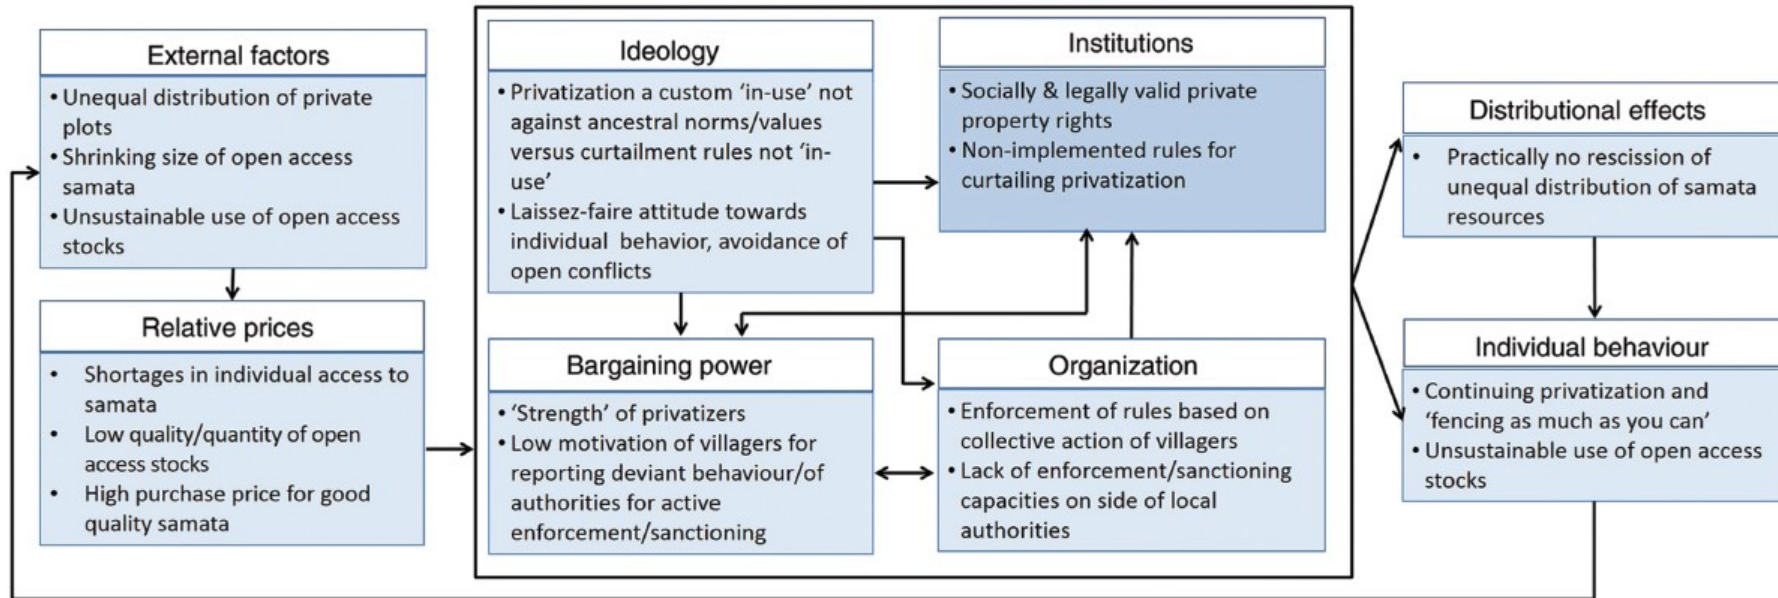 External factors
• Unequal distribution of private
plots
• Shrinking size of open access
samata
• Unsustainable use of open access
stocks
Relative prices
• Shortages in individual access to
samata
• Low quality/quantity of open
access stocks
• High purchase price for good
quality samata
Ideology
• Privatization a custom ‘in-use’ not
against ancestral norms/values
versus curtailment rules not ‘in-
use’
• Laissez-faire attitude towards
individual behavior, avoidance of
open conflicts
Institutions
• Socially & legally valid private
property rights
• Non-implemented rules for
curtailing privatization
Bargaining power
• ‘Strength’ of privatizers
• Low motivation of villagers for
reporting deviant behaviour/of
authorities for active
enforcement/sanctioning
Organization
• Enforcement of rules based on
collective action of villagers
• Lack of enforcement/sanctioning
capacities on side of local
authorities
Distributional effects
• Practically no rescission of
unequal distribution of samata
resources
Individual behaviour
• Continuing privatization and
‘fencing as much as you can’
• Unsustainable use of open access
stocks